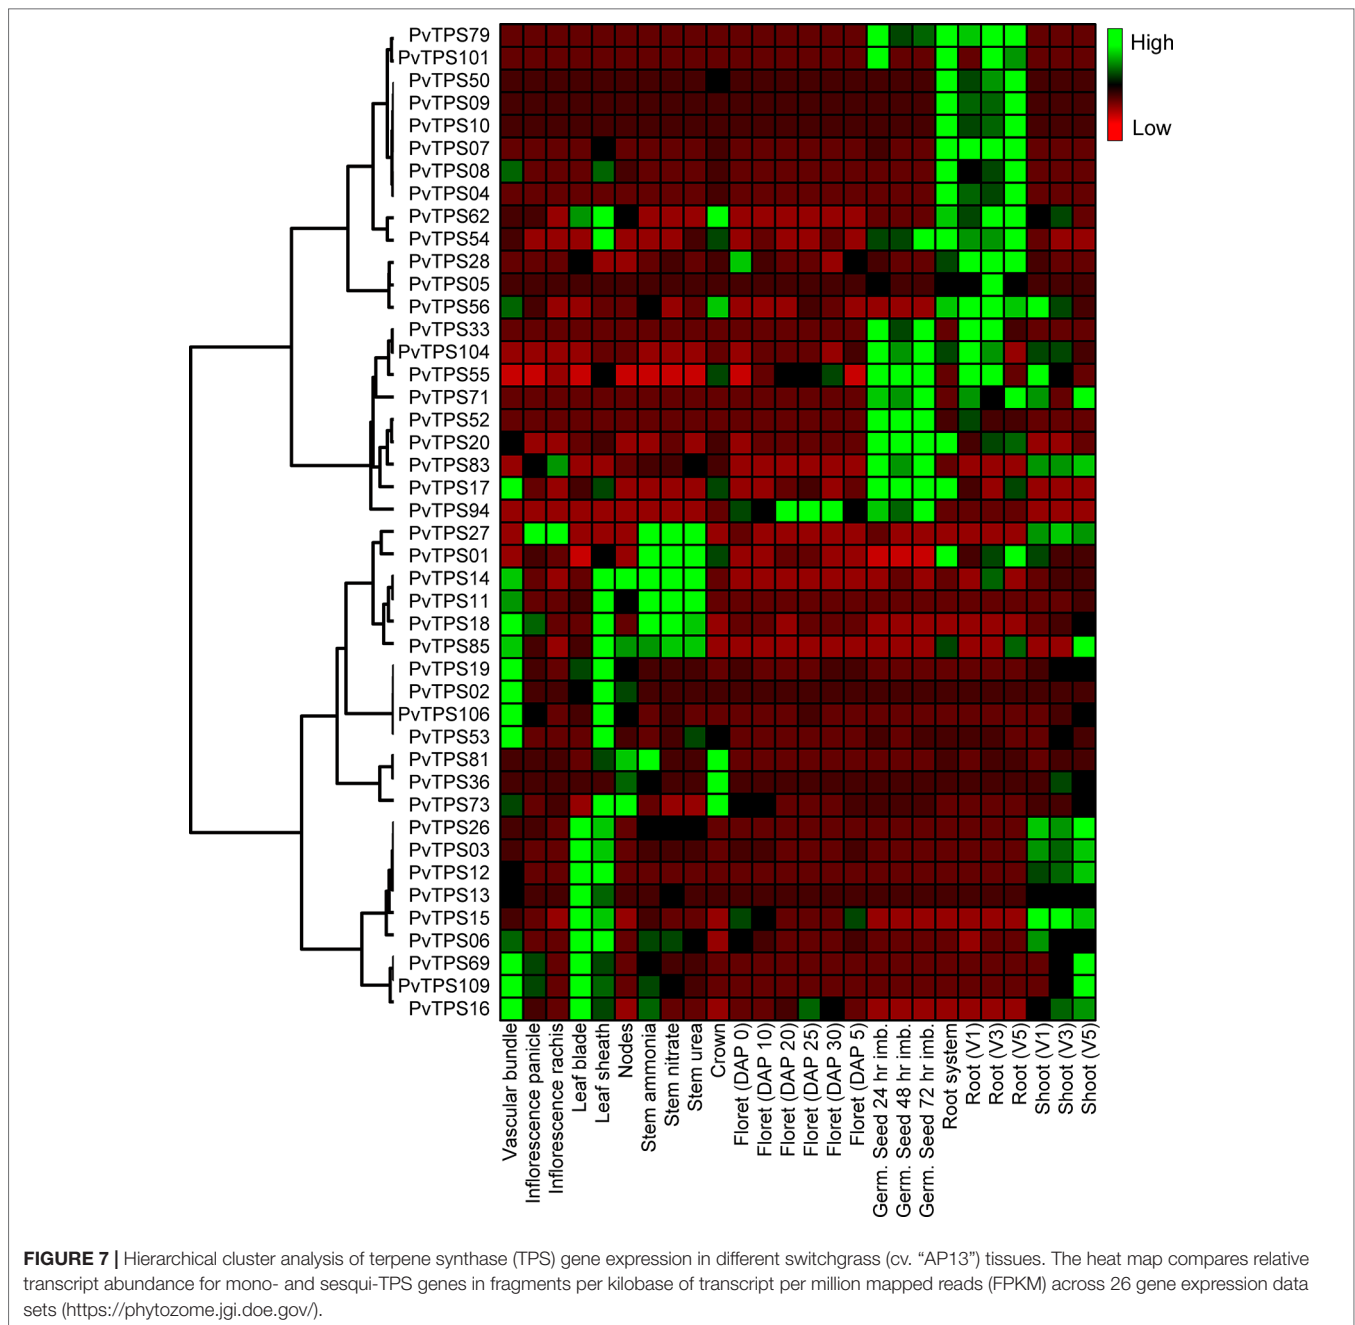 PvTPS79
PvTPS101
PvTPS50
PvTPS09
PvTPS10
PvTPS07
PvTPS08
PvTPS04
PvTPS62
PvTPS54
PvTPS28
PvTPS05
PvTPS56
PvTPS33
PvTPS104
PvTPS55
PvTPS71
PvTPS52
PvTPS20
PvTPS83
PvTPS17
PvTPS94
PvTPS27
PvTPS01
PvTPS14
PvTPS11
PvTPS18
PvTPS85
PvTPS19
PvTPS02
PvTPS106
PvTPS53
PvTPS81
PvTPS36
PvTPS73
PvTPS26
PvTPS03
PvTPS12
PvTPS13
PvTPS15
PvTPS06
PvTPS69
PvTPS109
PvTPS16
High
Low
Vascular bundle
Inflorescence panicle
Inflorescence rachis
Leaf blade
Leaf sheath
Nodes
Stem ammonia
Stem nitrate
Stem urea
Crown
Floret (DAP 0)
Floret (DAP 10)
Floret (DAP 20)
Floret (DAP 25)
Floret (DAP 30)
Floret (DAP 5)
Germ. Seed 24 hr imb.
Germ. Seed 48 hr imb.
Germ. Seed 72 hr imb.
Root system
Root (V1)
Root (V3)
Root (V5)
Shoot (V1)
Shoot (V3)
Shoot (V5)
FIGURE 7 | Hierarchical cluster analysis of terpene synthase (TPS) gene expression in different switchgrass (cv. “AP13”) tissues. The heat map compares relative
transcript abundance for mono- and sesqui-TPS genes in fragments per kilobase of transcript per million mapped reads (FPKM) across 26 gene expression data
sets (https://phytozome.jgi.doe.gov/).